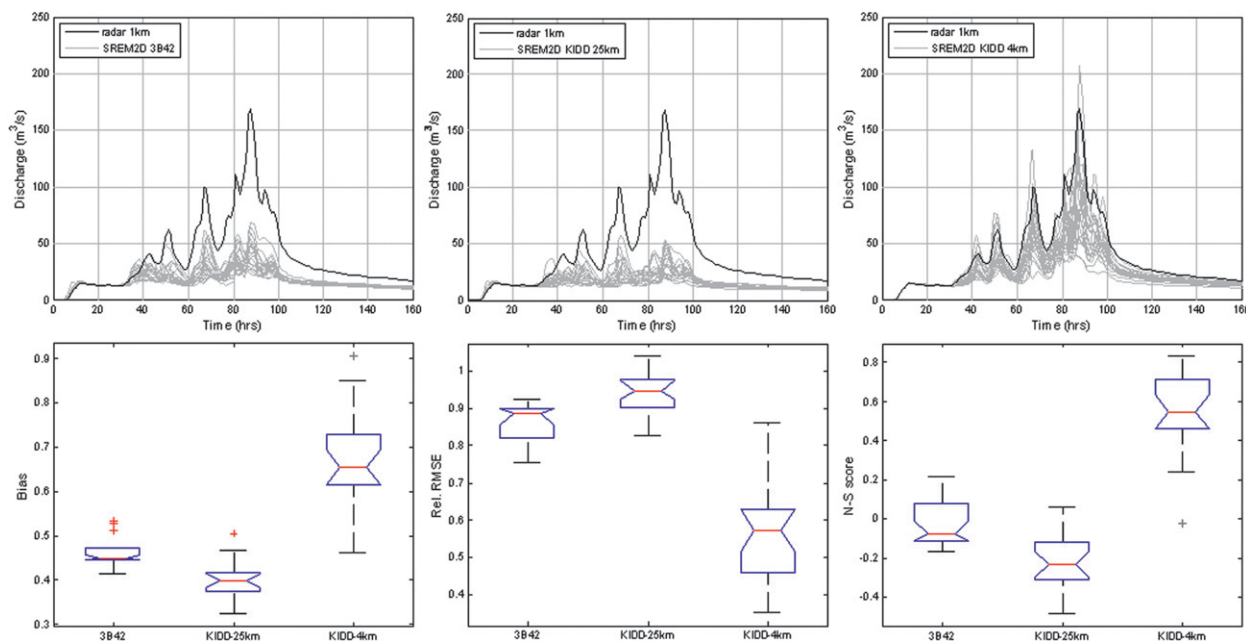 radar 1km
SREM2D 3B42
Discharge (m³/s)
300
250
200
150
100
50
0
0 20 40 60 80 100 120 140 160
Time (hrs)
radar 1km
SREM2D KIDD 25km
Discharge (m³/s)
300
250
200
150
100
50
0
0 20 40 60 80 100 120 140 160
Time (hrs)
radar 1km
SREM2D KIDD 4km
Discharge (m³/s)
250
200
150
100
50
0
0 20 40 60 80 100 120 140 160
Time (hrs)
Bias
0.9
0.8
0.7
0.6
0.5
0.4
0.3
3B42 KIDD-25km KIDD-4km
Rel. RMSE
1
0.9
0.8
0.7
0.6
0.5
0.4
3B42 KIDD-25km KIDD-4km
N-S score
0.8
0.6
0.4
0.2
0
-0.2
-0.4
3B42 KIDD-25km KIDD-4km